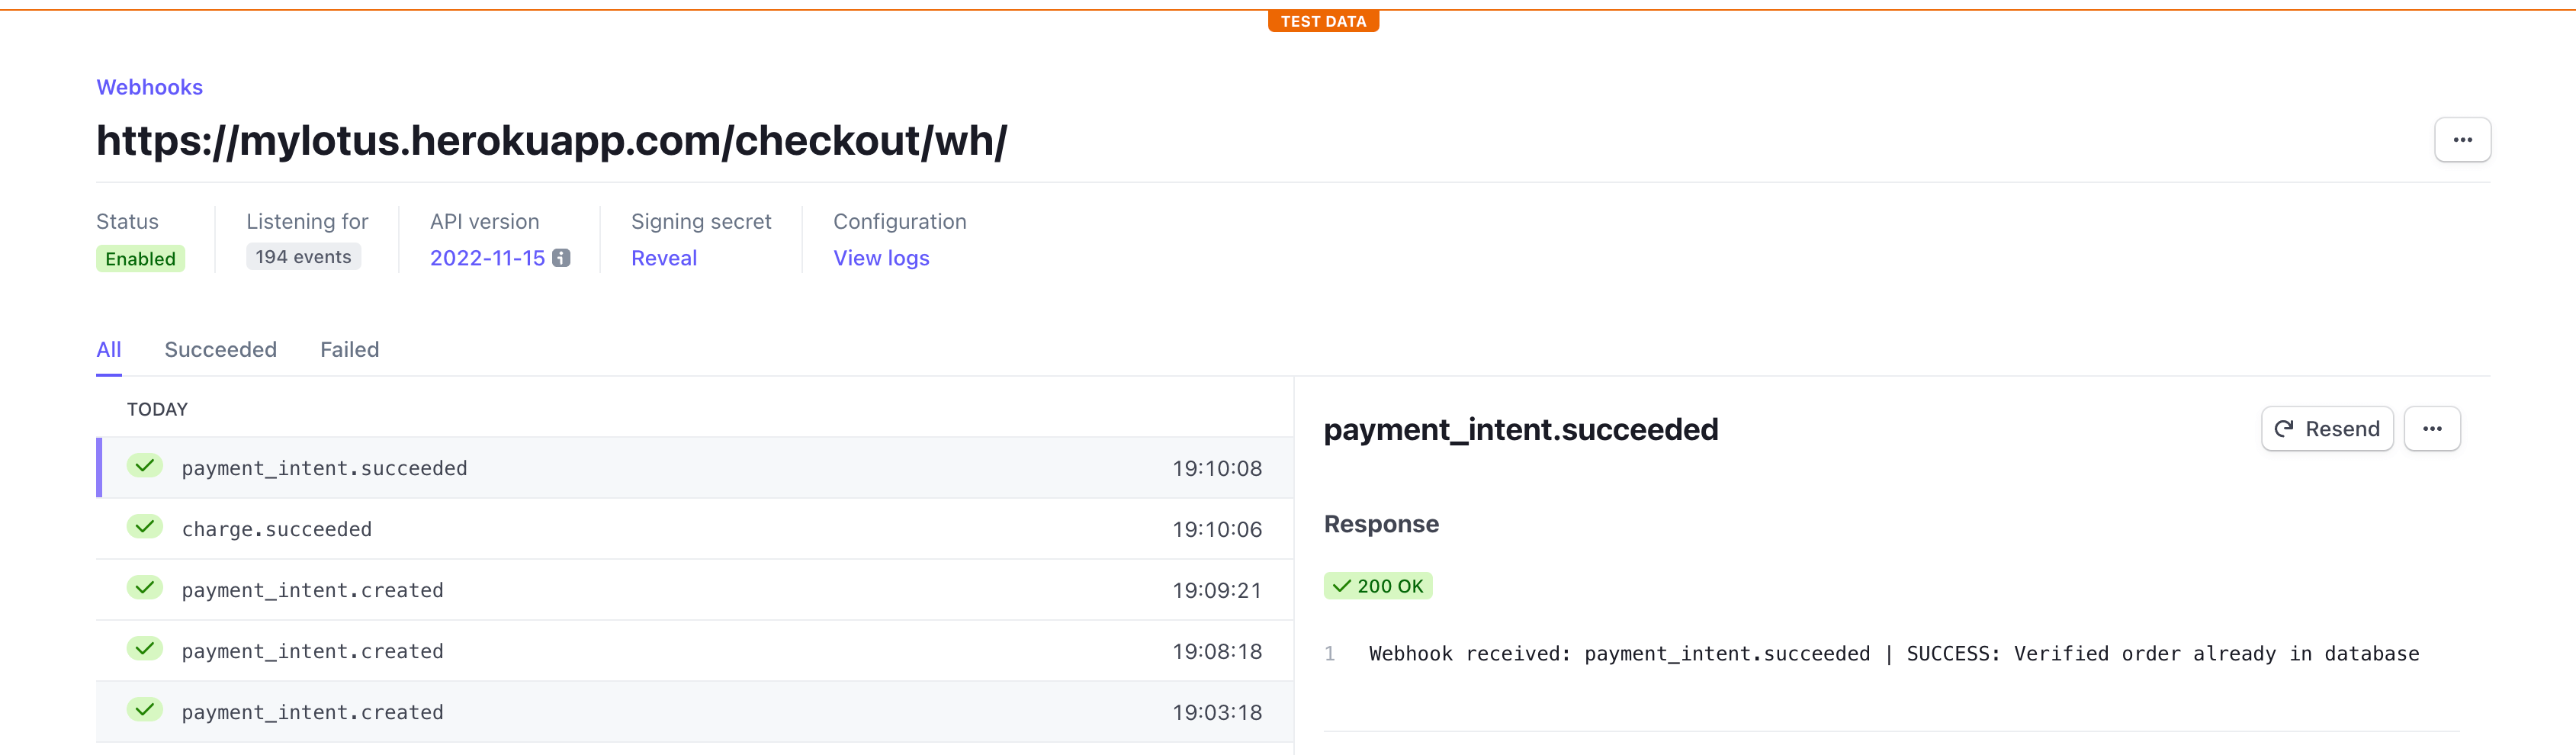 TEST DATA
Webhooks
https://mylotus.herokuapp.com/checkout/wh/
Status
Listening for
API version
Signing secret
Configuration
Enabled
194 events
2022-11-15
Reveal
View logs
All
Succeeded
Failed
TODAY
payment_intent.succeeded 19:10:08
charge.succeeded 19:10:06
payment_intent.created 19:09:21
payment_intent.created 19:08:18
payment_intent.created 19:03:18
payment_intent.succeeded
Resend
Response
200 OK
1 Webhook received: payment_intent.succeeded | SUCCESS: Verified order already in database